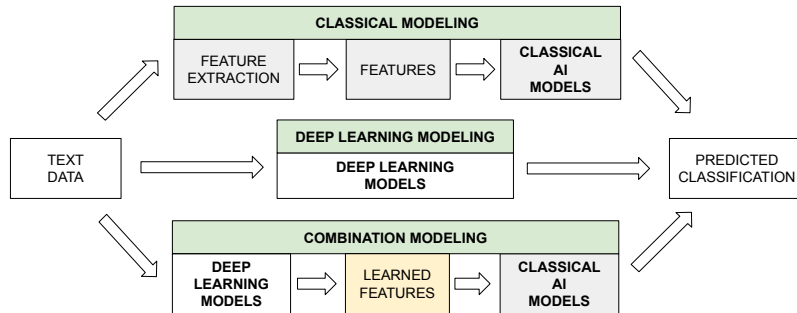 CLASSICAL MODELING
FEATURE
EXTRACTION
FEATURES
CLASSICAL
AI
MODELS
TEXT
DATA
DEEP LEARNING MODELING
DEEP LEARNING
MODELS
PREDICTED
CLASSIFICATION
COMBINATION MODELING
DEEP
LEARNING
MODELS
LEARNED
FEATURES
CLASSICAL
AI
MODELS